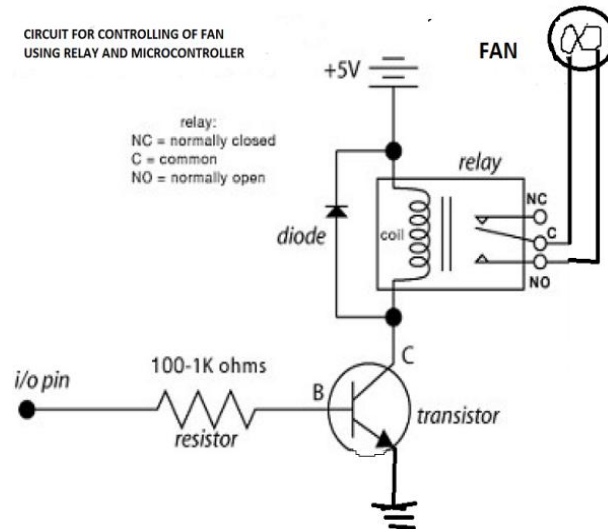 CIRCUIT FOR CONTROLLING OF FAN
USING RELAY AND MICROCONTROLLER
FAN
+5V
relay:
NC = normally closed
C = common
NO = normally open
relay
NC
C
NO
coil
diode
100-1K ohms
i/o pin
resistor
B
C
transistor